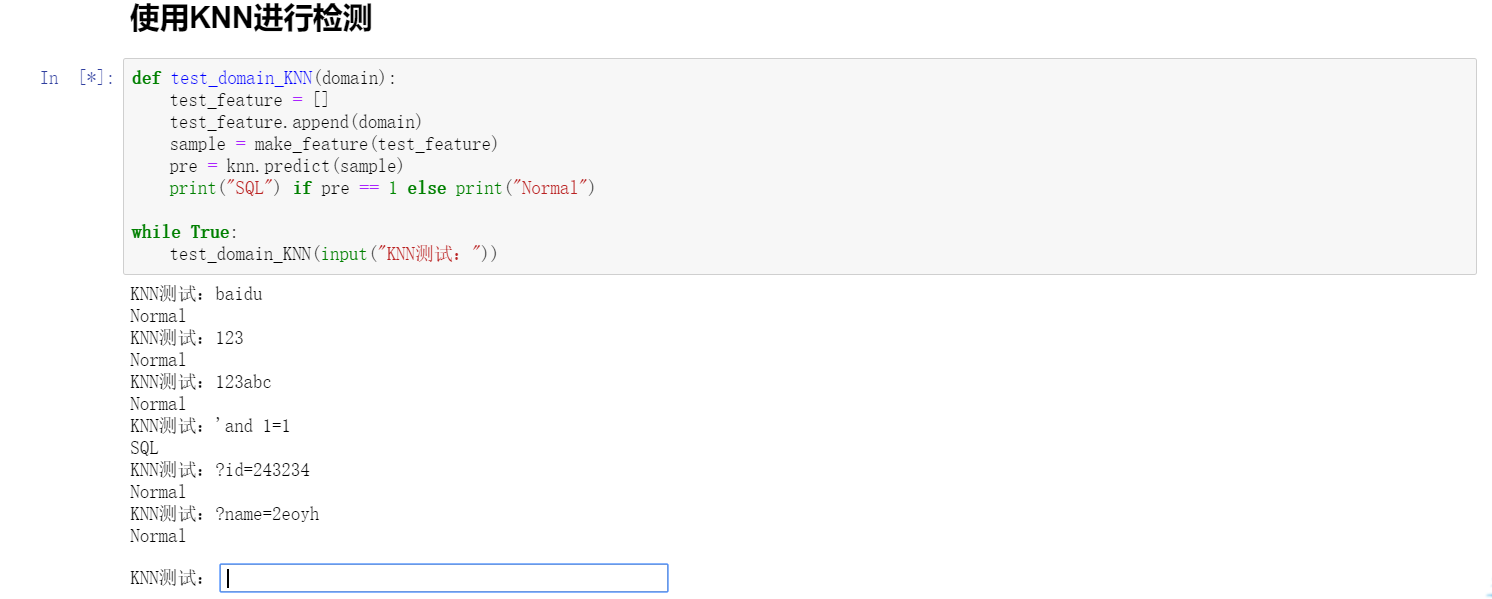 使用KNN进行检测
In [*]:
def test_domain_KNN(domain):
    test_feature = []
    test_feature.append(domain)
    sample = make_feature(test_feature)
    pre = knn.predict(sample)
    print("SQL") if pre == 1 else print("Normal")
while True:
    test_domain_KNN(input("KNN测试："))
KNN测试：baidu
Normal
KNN测试：123
Normal
KNN测试：123abc
Normal
KNN测试：'and 1=1
SQL
KNN测试：?id=243234
Normal
KNN测试：?name=2eoyh
Normal
KNN测试：